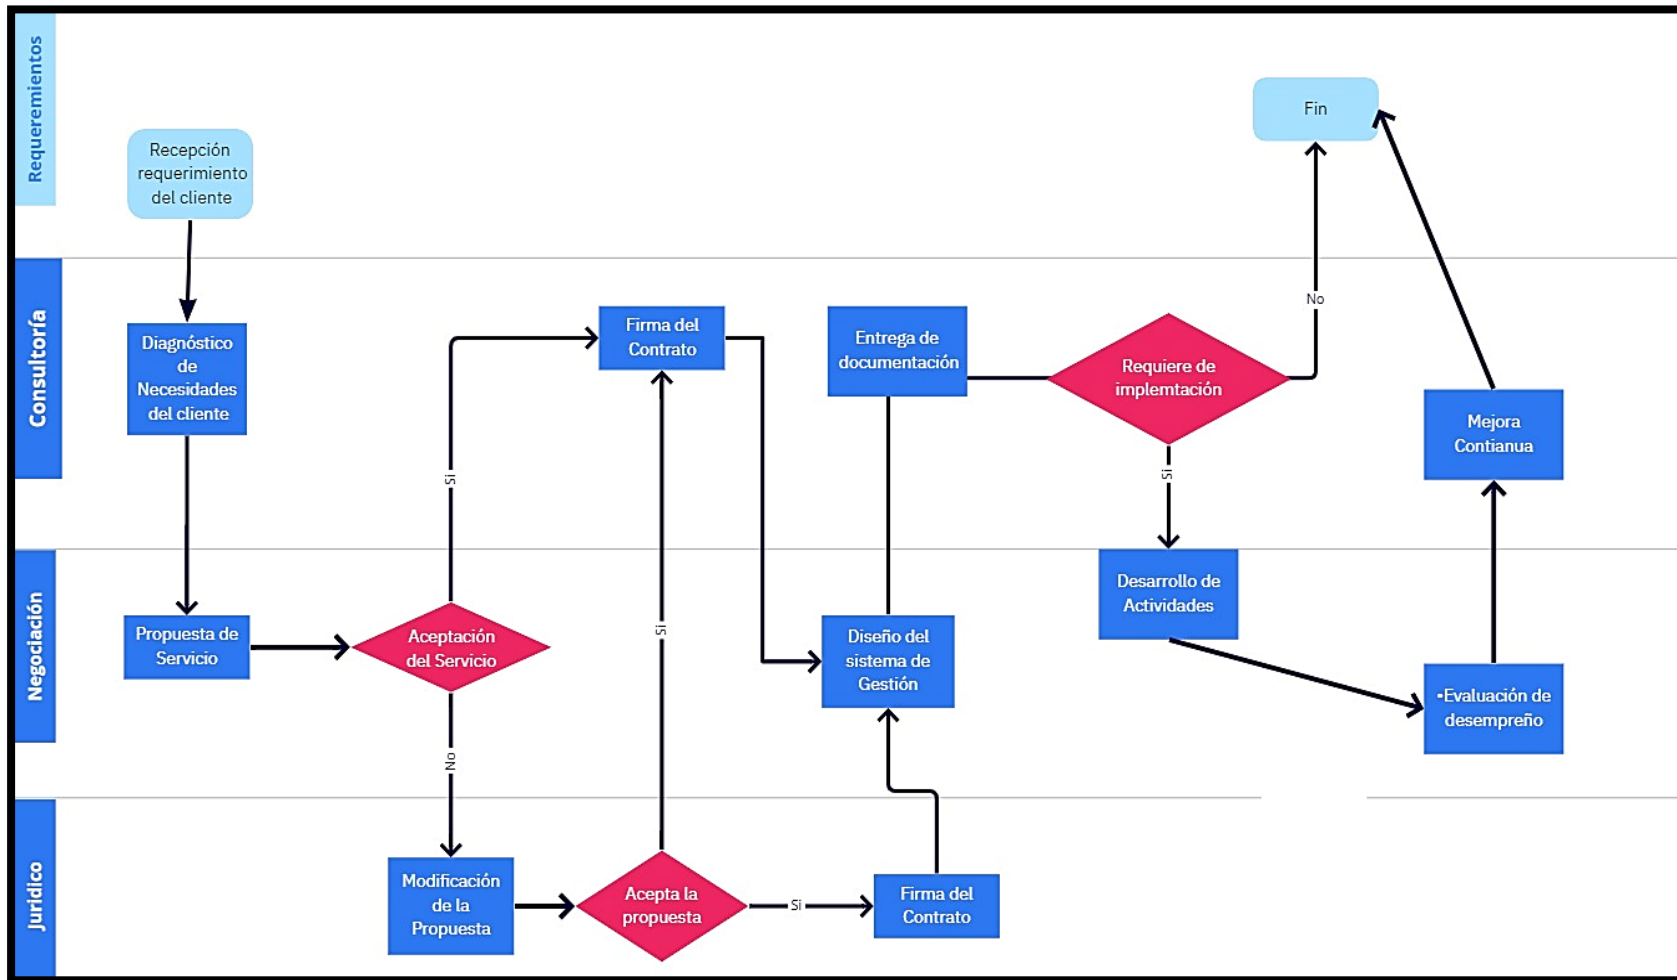 Requeremientos
Recepción
requerimiento
del cliente
Fin
Consultoría
Diagnóstico
de
Necesidades
del cliente
Firma del
Contrato
Entrega de
documentación
Requiere de
implemtación
No
Si
Si
Mejora
Contianua
Negociación
Propuesta de
Servicio
Aceptación
del Servicio
Si
Diseño del
sistema de
Gestión
Desarrollo de
Actividades
-Evaluación de
desempreño
No
Juridico
Modificación
de la
Propuesta
Acepta la
propuesta
Si
Firma del
Contrato